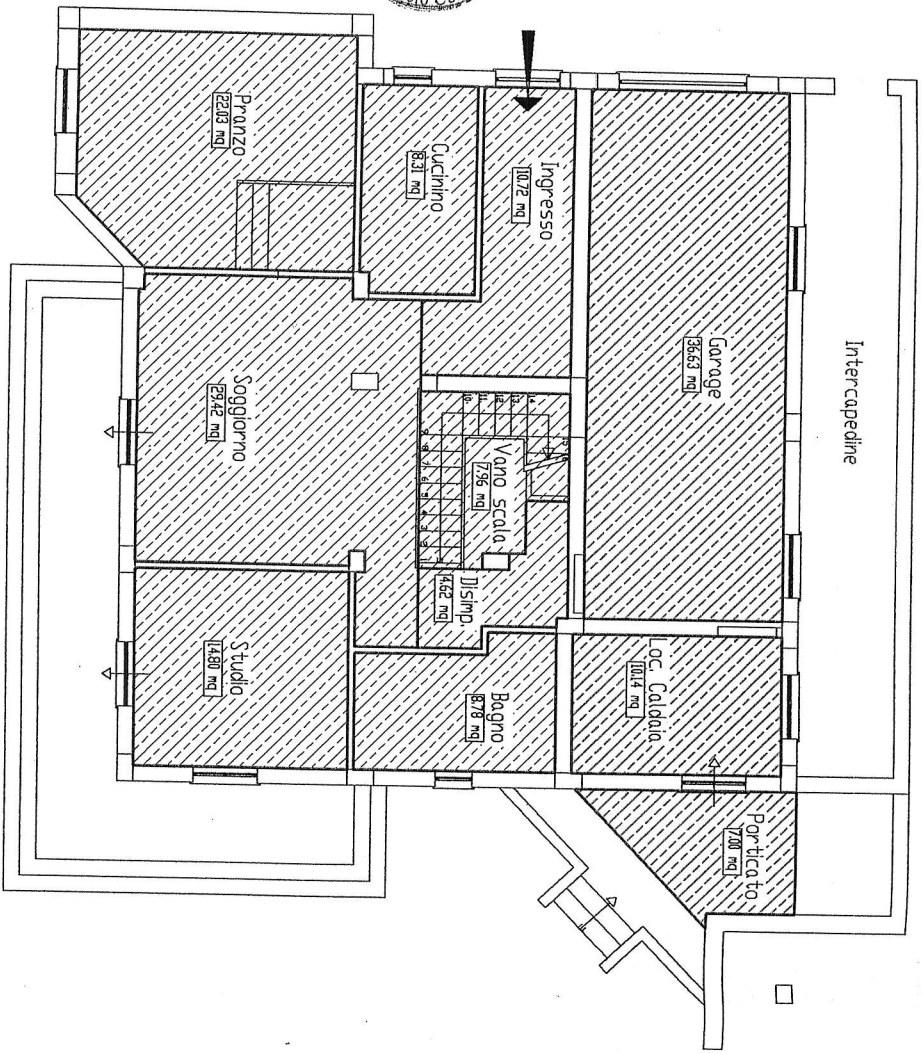 Intercapedine
Garage
36.63 mq
Loc. Caldaia
10.14 mq
Porticato
7.00 mq
Ingresso
10.72 mq
Vano scala
7.96 mq
Disimp.
4.62 mq
Bagno
8.78 mq
Cucinino
8.31 mq
Pranzo
22.03 mq
Soggiorno
29.42 mq
Studio
14.80 mq